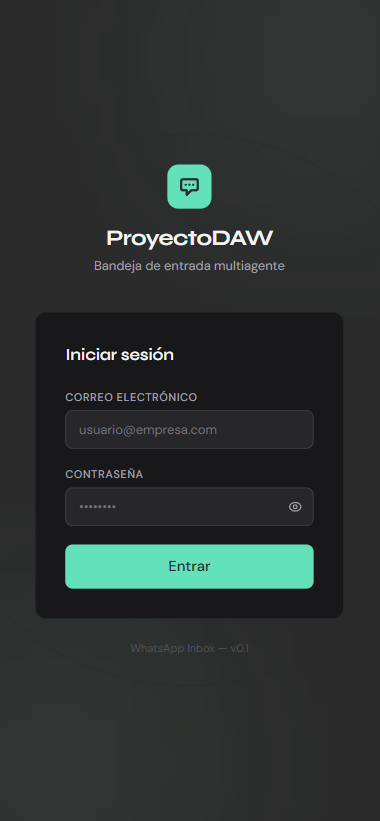 ProyectoDAW
Bandeja de entrada multiagente
Iniciar sesión
CORREO ELECTRÓNICO
usuario@empresa.com
CONTRASEÑA
••••••••
Entrar
WhatsApp Inbox — v0.1